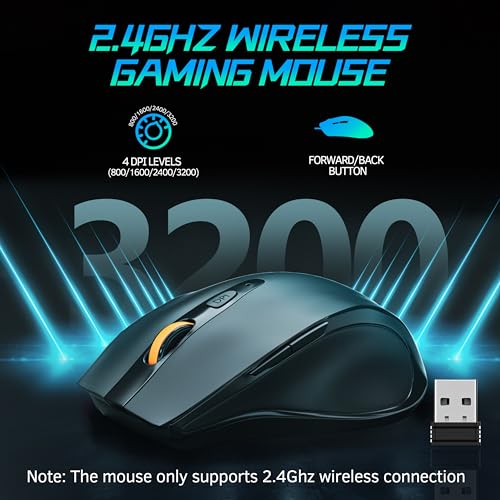 2.4GHZ WIRELESS
GAMING MOUSE
800/1600/2400/3200
4 DPI LEVELS
(800/1600/2400/3200)
FORWARD/BACK
BUTTON
3200
DPI
Note: The mouse only supports 2.4Ghz wireless connection